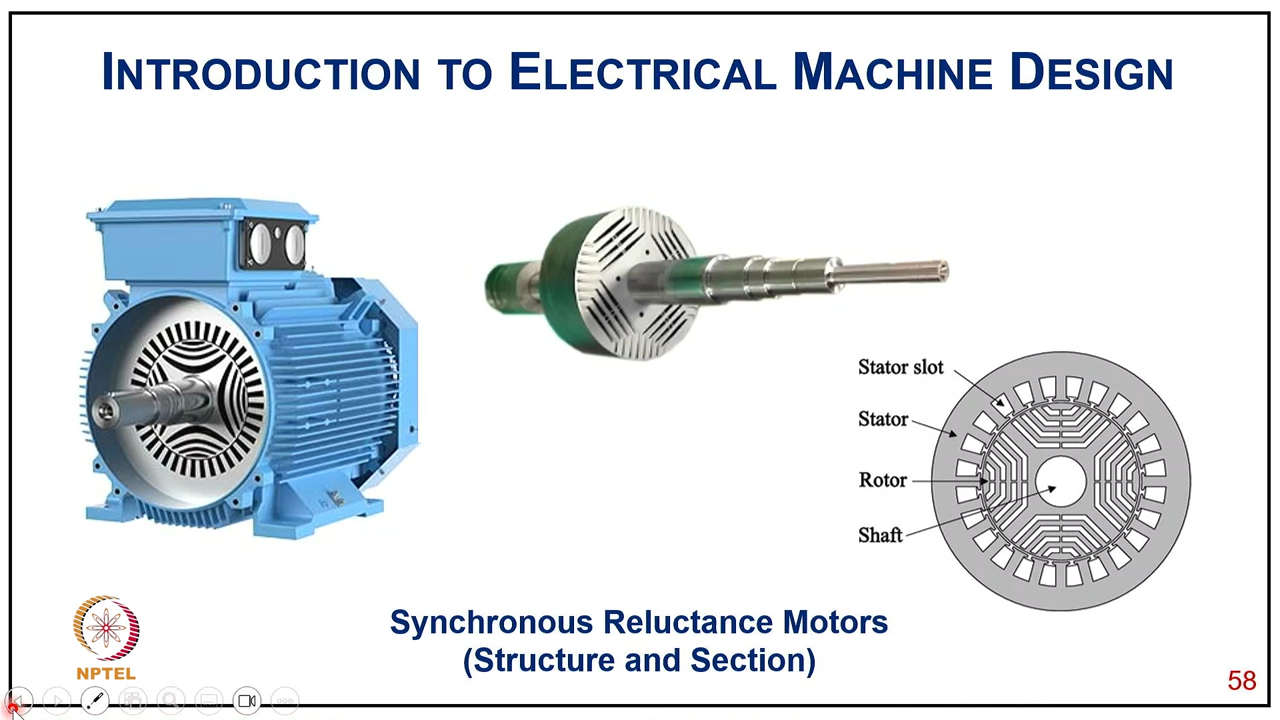 INTRODUCTION TO ELECTRICAL MACHINE DESIGN
Stator slot
Stator
Rotor
Shaft
Synchronous Reluctance Motors
(Structure and Section)
NPTEL
58